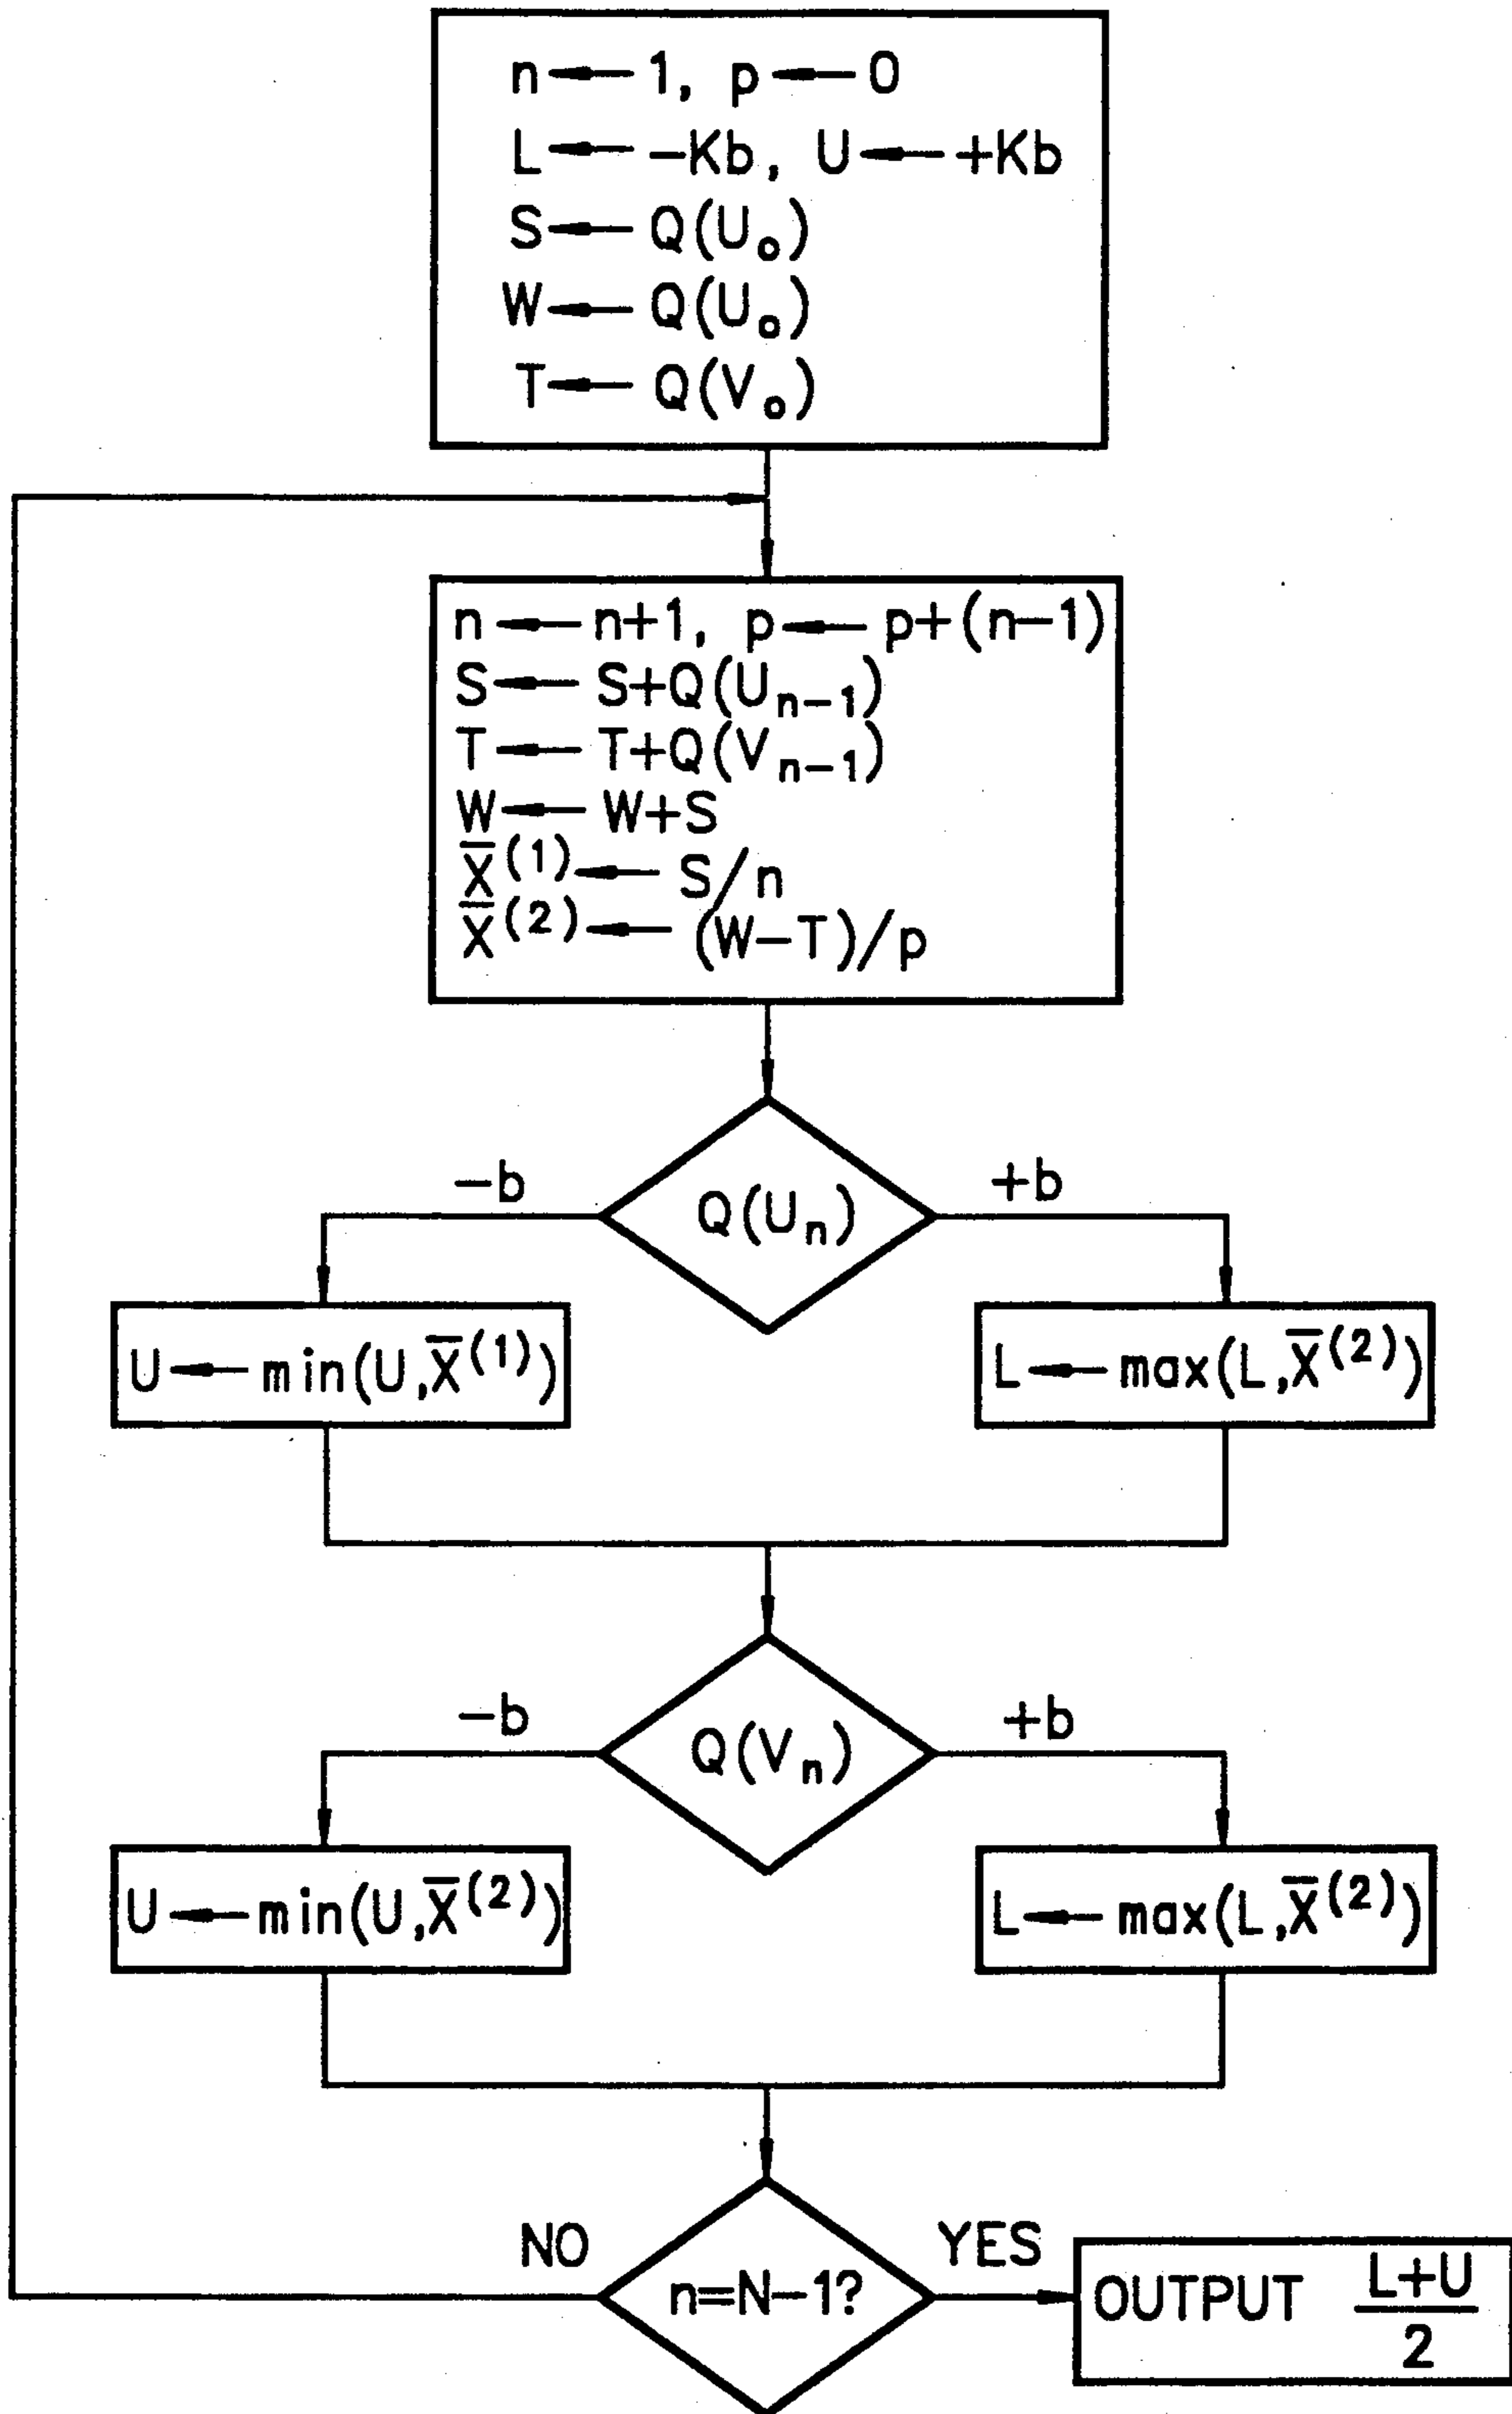 n ← 1, p ← 0
L ← −Kb, U ← +Kb
S ← Q(U₀)
W ← Q(U₀)
T ← Q(V₀)
n ← n+1, p ← p+(n−1)
S ← S+Q(Uₙ₋₁)
T ← T+Q(Vₙ₋₁)
W ← W+S
X̅⁽¹⁾ ← S/n
X̅⁽²⁾ ← (W−T)/p
−b
+b
Q(Uₙ)
U ← min(U,X̅⁽¹⁾)
L ← max(L,X̅⁽²⁾)
−b
+b
Q(Vₙ)
U ← min(U,X̅⁽²⁾)
L ← max(L,X̅⁽²⁾)
NO
YES
n=N−1?
OUTPUT (L+U)/2